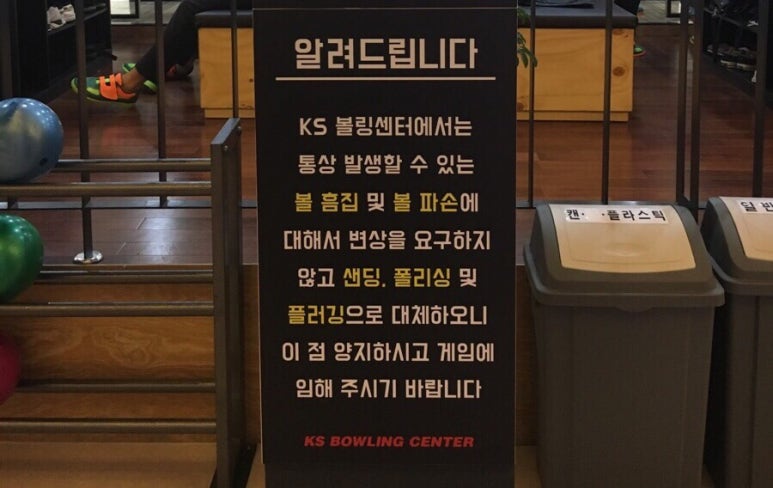 알려드립니다
KS 볼링센터에서는
통상 발생할 수 있는
볼 흠집 및 볼 파손에
대해서 변상을 요구하지
않고 샌딩, 폴리싱 및
플러깅으로 대체하오니
이 점 양지하시고 게임에
임해 주시기 바랍니다
KS BOWLING CENTER
캔· ·플라스틱
일 반